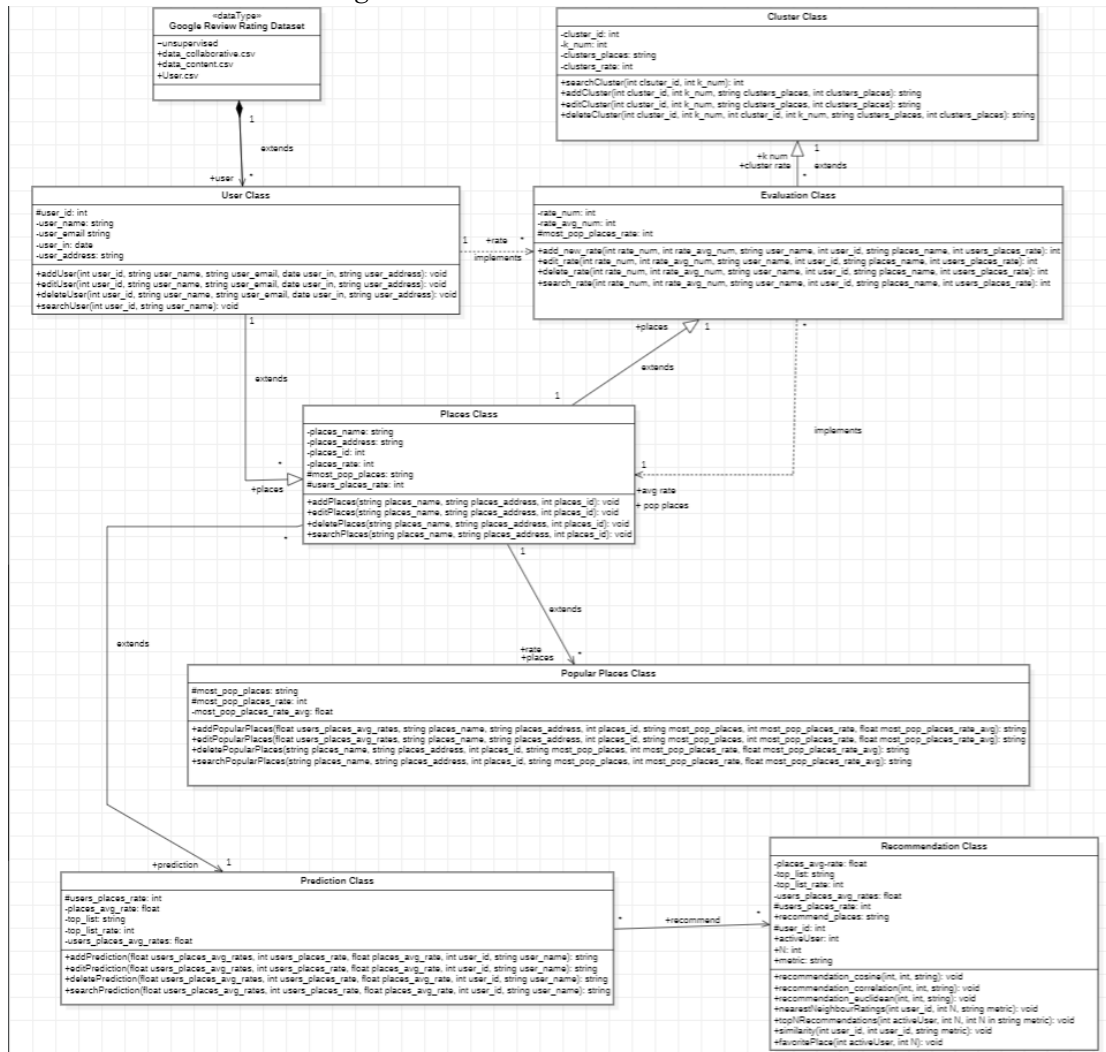 «dataType»
Google Review Rating Dataset
~unsupervised
+data_collaborative.csv
+data_content.csv
+User.csv
1
extends
+user
*
Cluster Class
-cluster_id: int
-k_num: int
-clusters_places: string
-clusters_rate: int
+searchCluster(int clsuter_id, int k_num): int
+addCluster(int cluster_id, int k_num, string clusters_places, int clusters_places): string
+editCluster(int cluster_id, int k_num, string clusters_places, int clusters_places): string
+deleteCluster(int cluster_id, int k_num, int cluster_id, int k_num, string clusters_places, int clusters_places): string
+k num
1
+cluster rate
extends
*
User Class
#user_id: int
-user_name: string
-user_email string
-user_in: date
-user_address: string
+addUser(int user_id, string user_name, string user_email, date user_in, string user_address): void
+editUser(int user_id, string user_name, string user_email, date user_in, string user_address): void
+deleteUser(int user_id, string user_name, string user_email, date user_in, string user_address): void
+searchUser(int user_id, string user_name): void
1
+rate
*
implements
Evaluation Class
-rate_num: int
-rate_avg_num: int
#most_pop_places_rate: int
+add_new_rate(int rate_num, int rate_avg_num, string user_name, int user_id, string places_name, int users_places_rate): int
+edit_rate(int rate_num, int rate_avg_num, string user_name, int user_id, string places_name, int users_places_rate): int
+delete_rate(int rate_num, int rate_avg_num, string user_name, int user_id, string places_name, int users_places_rate): int
+search_rate(int rate_num, int rate_avg_num, string user_name, int user_id, string places_name, int users_places_rate): int
1
extends
*
+places
+places
1
extends
1
*
implements
1
+avg rate
+ pop places
Places Class
-places_name: string
-places_address: string
-places_id: int
-places_rate: int
#most_pop_places: string
#users_places_rate: int
+addPlaces(string places_name, string places_address, int places_id): void
+editPlaces(string places_name, string places_address, int places_id): void
+deletePlaces(string places_name, string places_address, int places_id): void
+searchPlaces(string places_name, string places_address, int places_id): void
*
extends
1
extends
+rate
+places
*
Popular Places Class
#most_pop_places: string
#most_pop_places_rate: int
-most_pop_places_rate_avg: float
+addPopularPlaces(float users_places_avg_rates, string places_name, string places_address, int places_id, string most_pop_places, int most_pop_places_rate, float most_pop_places_rate_avg): string
+editPopularPlaces(float users_places_avg_rates, string places_name, string places_address, int places_id, string most_pop_places, int most_pop_places_rate, float most_pop_places_rate_avg): string
+deletePopularPlaces(string places_name, string places_address, int places_id, string most_pop_places, int most_pop_places_rate, float most_pop_places_rate_avg): string
+searchPopularPlaces(string places_name, string places_address, int places_id, string most_pop_places, int most_pop_places_rate, float most_pop_places_rate_avg): string
+prediction
1
Prediction Class
#users_places_rate: int
-places_avg_rate: float
-top_list: string
-top_list_rate: int
-users_places_avg_rates: float
+addPrediction(float users_places_avg_rates, int users_places_rate, float places_avg_rate, int user_id, string user_name): string
+editPrediction(float users_places_avg_rates, int users_places_rate, float places_avg_rate, int user_id, string user_name): string
+deletePrediction(float users_places_avg_rates, int users_places_rate, float places_avg_rate, int user_id, string user_name): string
+searchPrediction(float users_places_avg_rates, int users_places_rate, float places_avg_rate, int user_id, string user_name): string
*
+recommend
*
Recommendation Class
-places_avg-rate: float
-top_list: string
-top_list_rate: int
-users_places_avg_rates: float
#users_places_rate: int
+recommend_places: string
#user_id: int
+activeUser: int
+N: int
+metric: string
+recommendation_cosine(int, int, string): void
+recommendation_correlation(int, int, string): void
+recommendation_euclidean(int, int, string): void
+nearestNeighbourRatings(int user_id, int N, string metric): void
+topNRecommendations(int activeUser, int N, int N in string metric): void
+similarity(int user_id, int user_id, string metric): void
+favoritePlace(int activeUser, int N): void